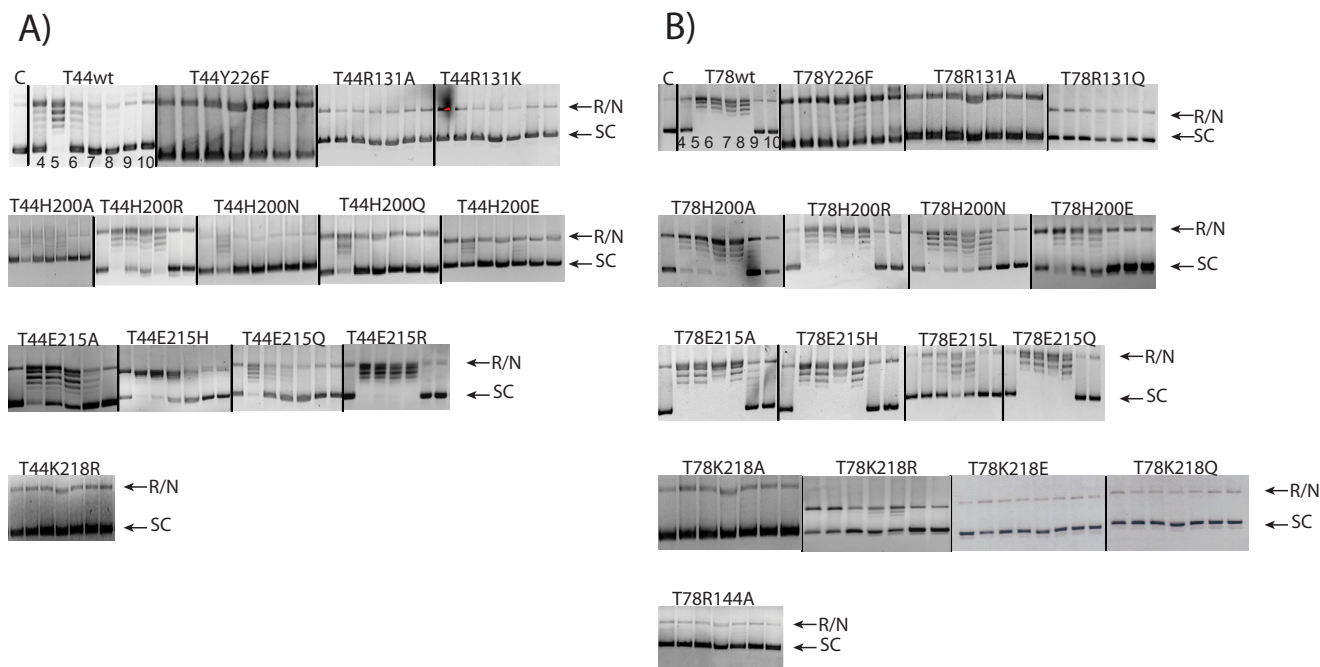 A)
C T44wt T44Y226F T44R131A T44R131K
R/N
SC
4 5 6 7 8 9 10
T44H200A T44H200R T44H200N T44H200Q T44H200E
R/N
SC
T44E215A T44E215H T44E215Q T44E215R
R/N
SC
T44K218R
R/N
SC
B)
C T78wt T78Y226F T78R131A T78R131Q
R/N
SC
4 5 6 7 8 9 10
T78H200A T78H200R T78H200N T78H200E
R/N
SC
T78E215A T78E215H T78E215L T78E215Q
R/N
SC
T78K218A T78K218R T78K218E T78K218Q
R/N
SC
T78R144A
R/N
SC